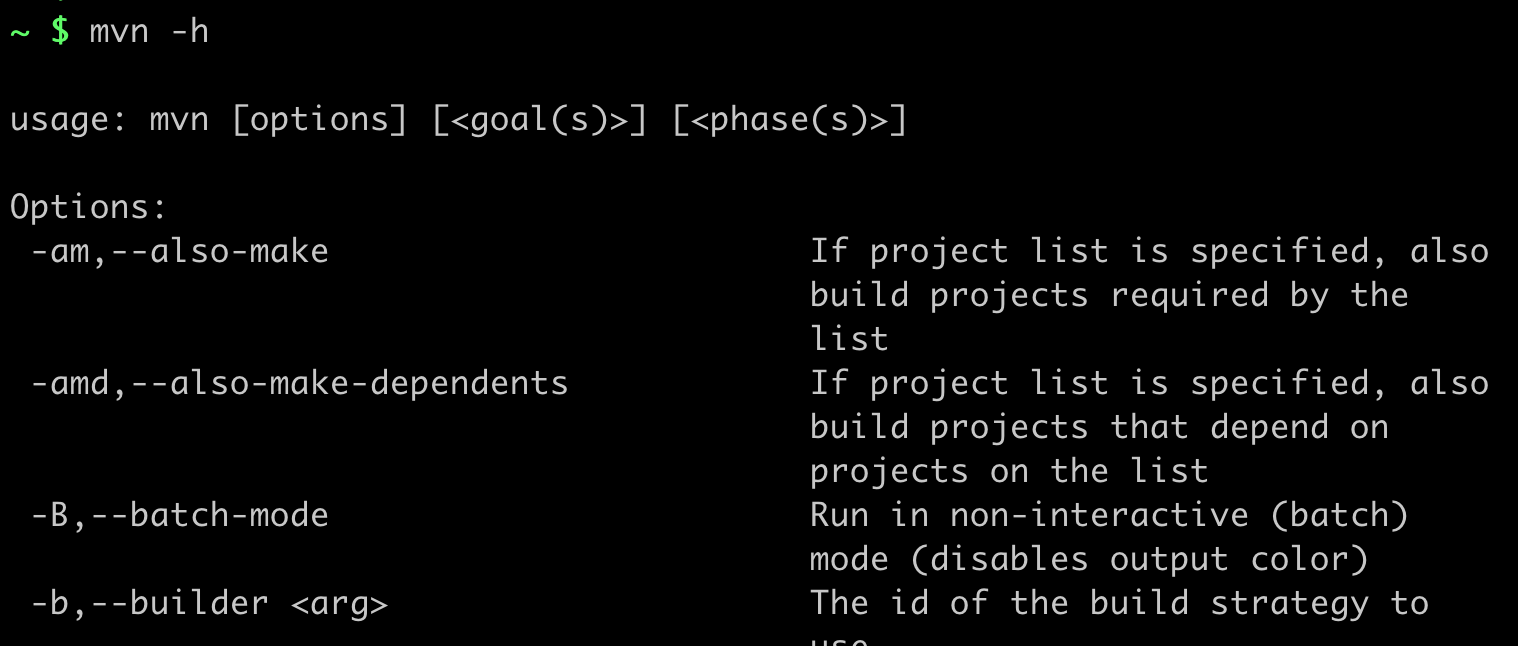 ~ $ mvn -h
usage: mvn [options] [<goal(s)>] [<phase(s)>]
Options:
-am,--also-make If project list is specified, also
build projects required by the
list
-amd,--also-make-dependents If project list is specified, also
build projects that depend on
projects on the list
-B,--batch-mode Run in non-interactive (batch)
mode (disables output color)
-b,--builder <arg> The id of the build strategy to
use